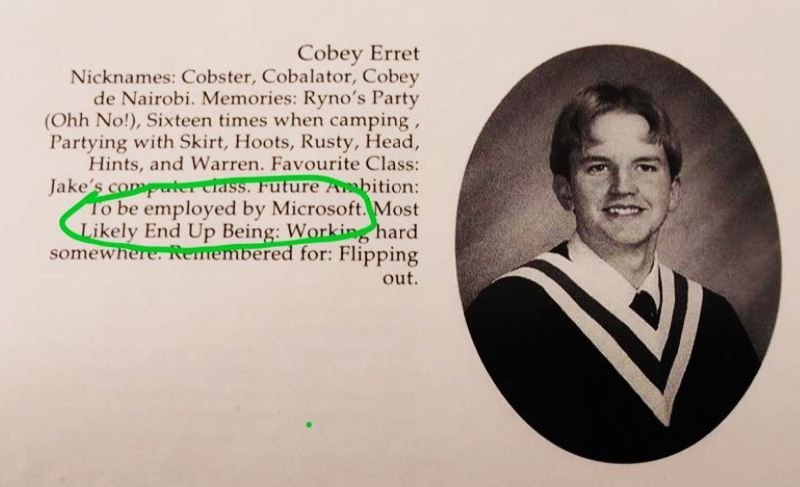 Cobey Erret
Nicknames: Cobster, Cobalator, Cobey
de Nairobi. Memories: Ryno's Party
(Ohh No!), Sixteen times when camping ,
Partying with Skirt, Hoots, Rusty, Head,
Hints, and Warren. Favourite Class:
Jake's computer class. Future Ambition:
To be employed by Microsoft. Most
Likely End Up Being: Working hard
somewhere. Remembered for: Flipping
out.